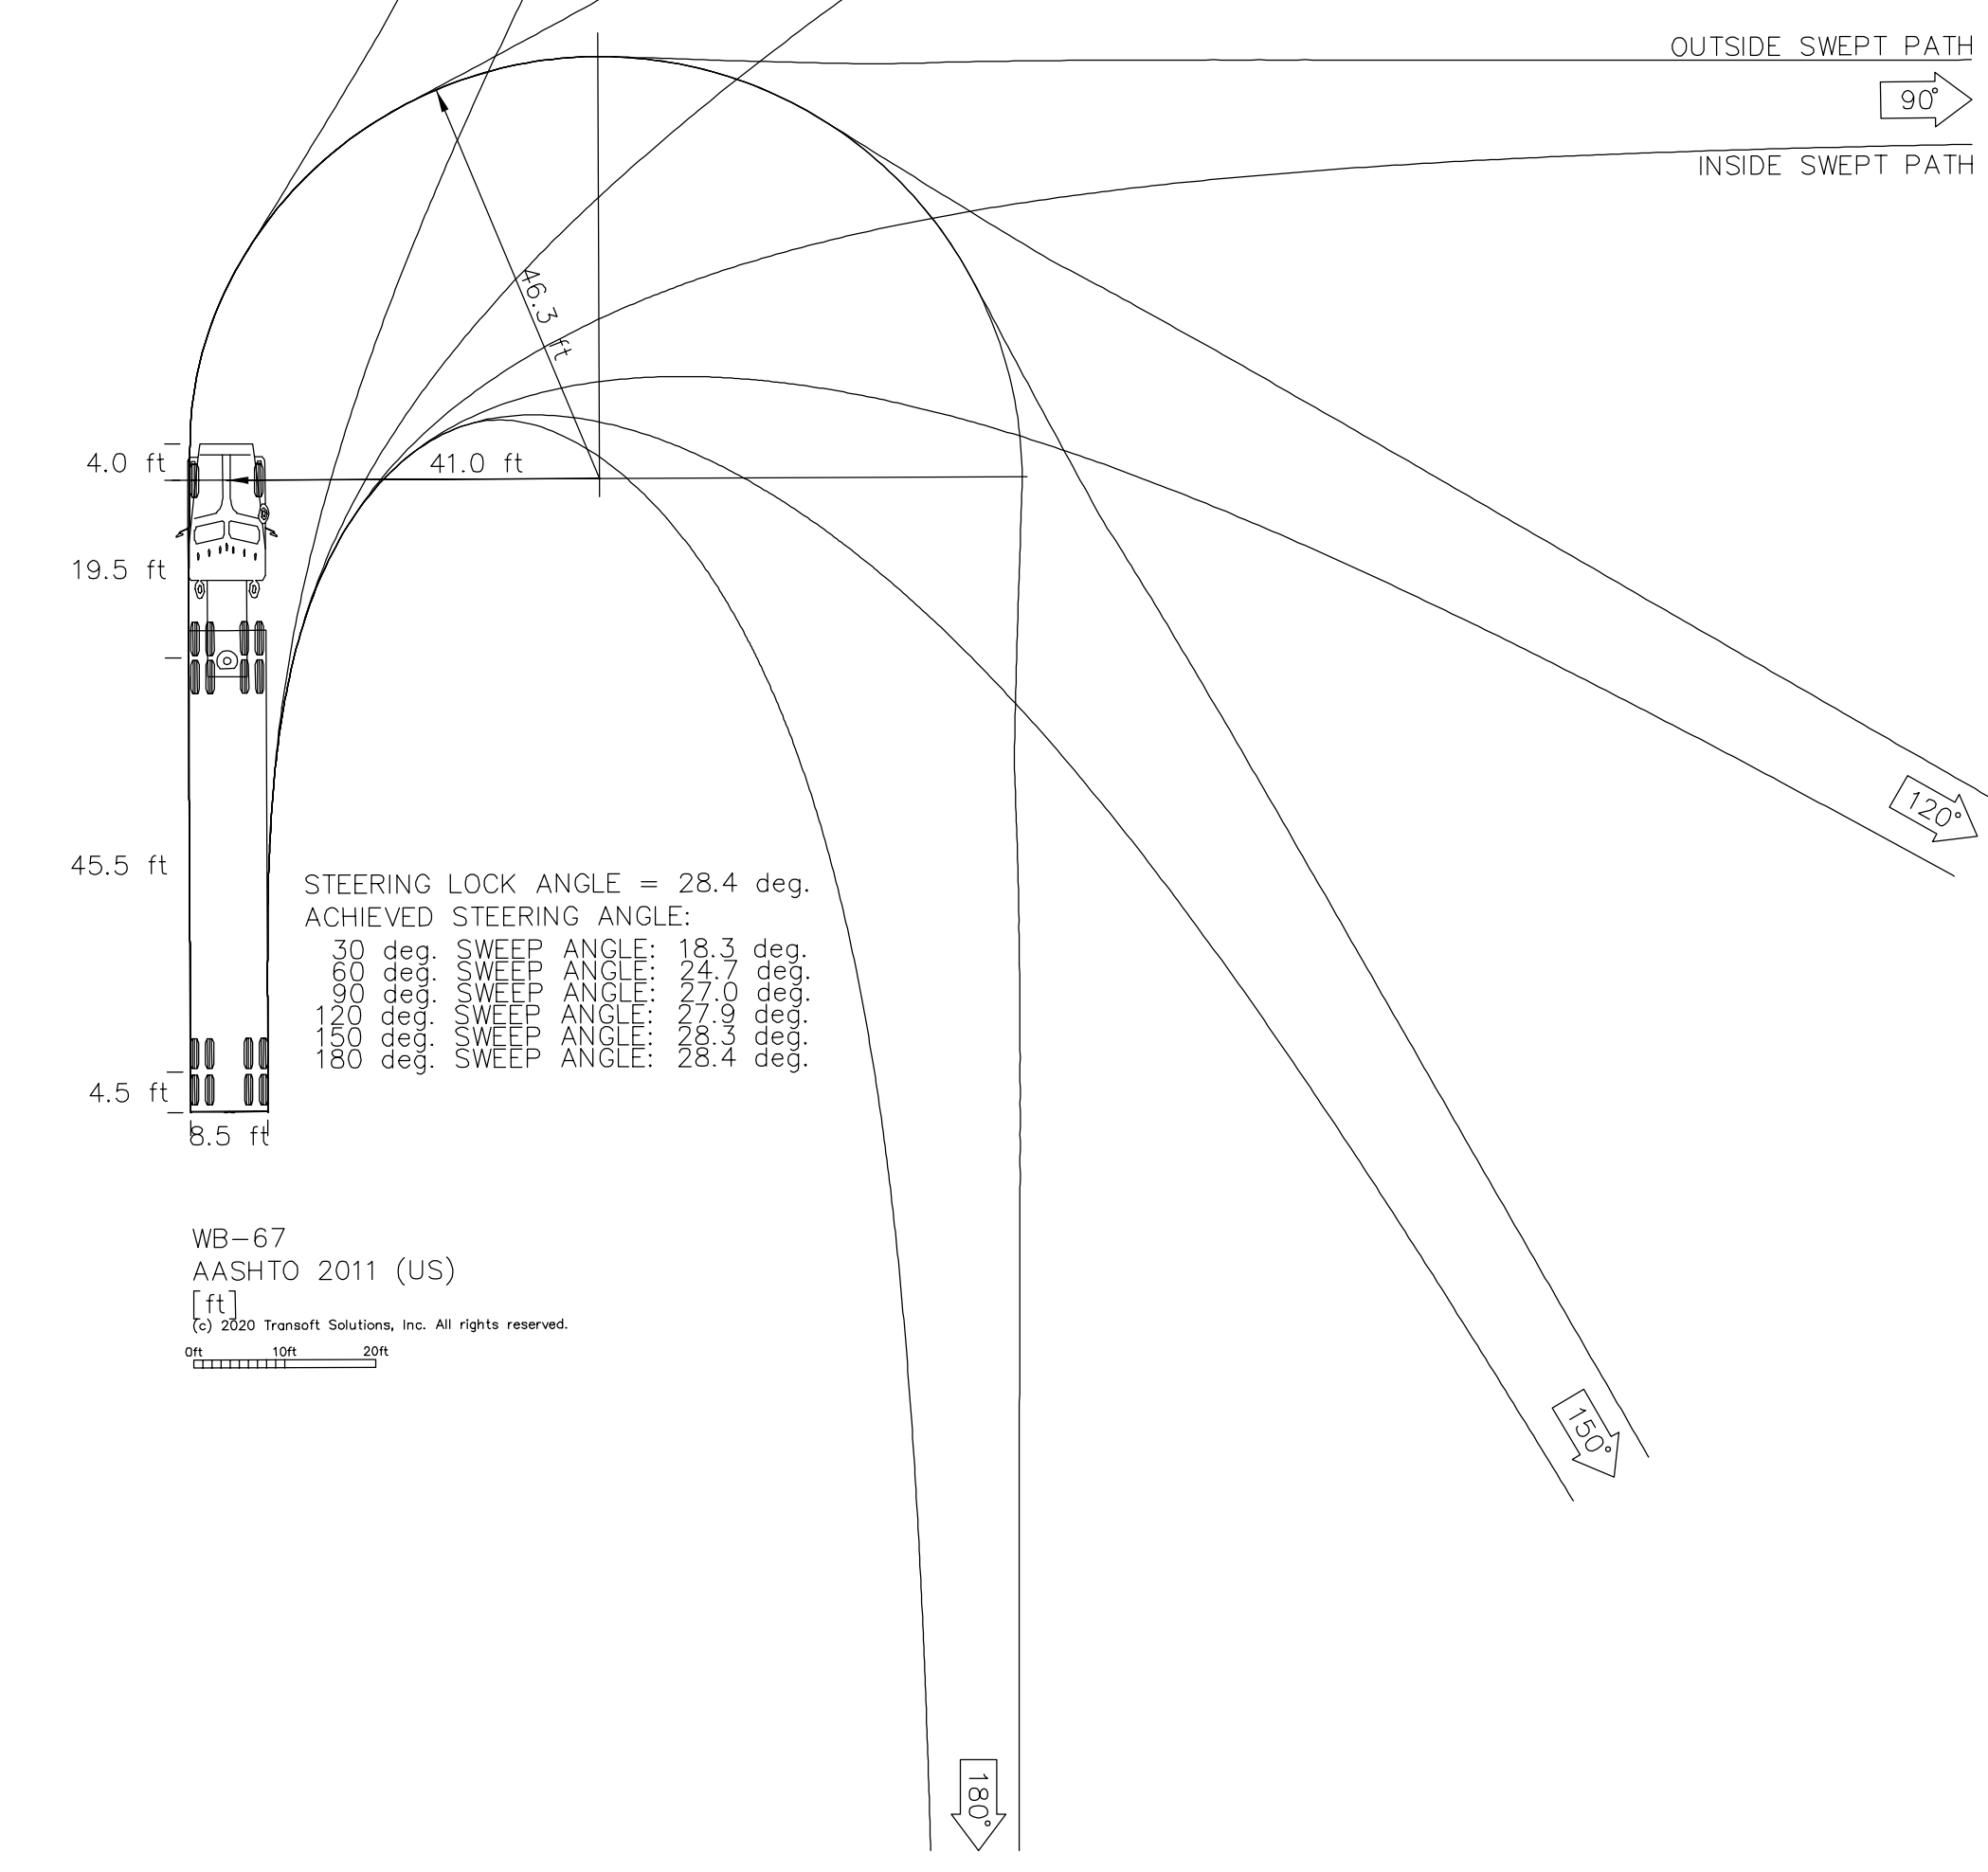 OUTSIDE SWEPT PATH
90°
INSIDE SWEPT PATH
46.3 ft
4.0 ft
41.0 ft
19.5 ft
120°
45.5 ft
STEERING LOCK ANGLE = 28.4 deg.
ACHIEVED STEERING ANGLE:
30 deg. SWEEP ANGLE: 18.3 deg.
60 deg. SWEEP ANGLE: 24.7 deg.
90 deg. SWEEP ANGLE: 27.0 deg.
120 deg. SWEEP ANGLE: 27.9 deg.
150 deg. SWEEP ANGLE: 28.3 deg.
180 deg. SWEEP ANGLE: 28.4 deg.
4.5 ft
8.5 ft
WB-67
AASHTO 2011 (US)
[ft]
(c) 2020 Transoft Solutions, Inc. All rights reserved.
0ft 10ft 20ft
150°
180°